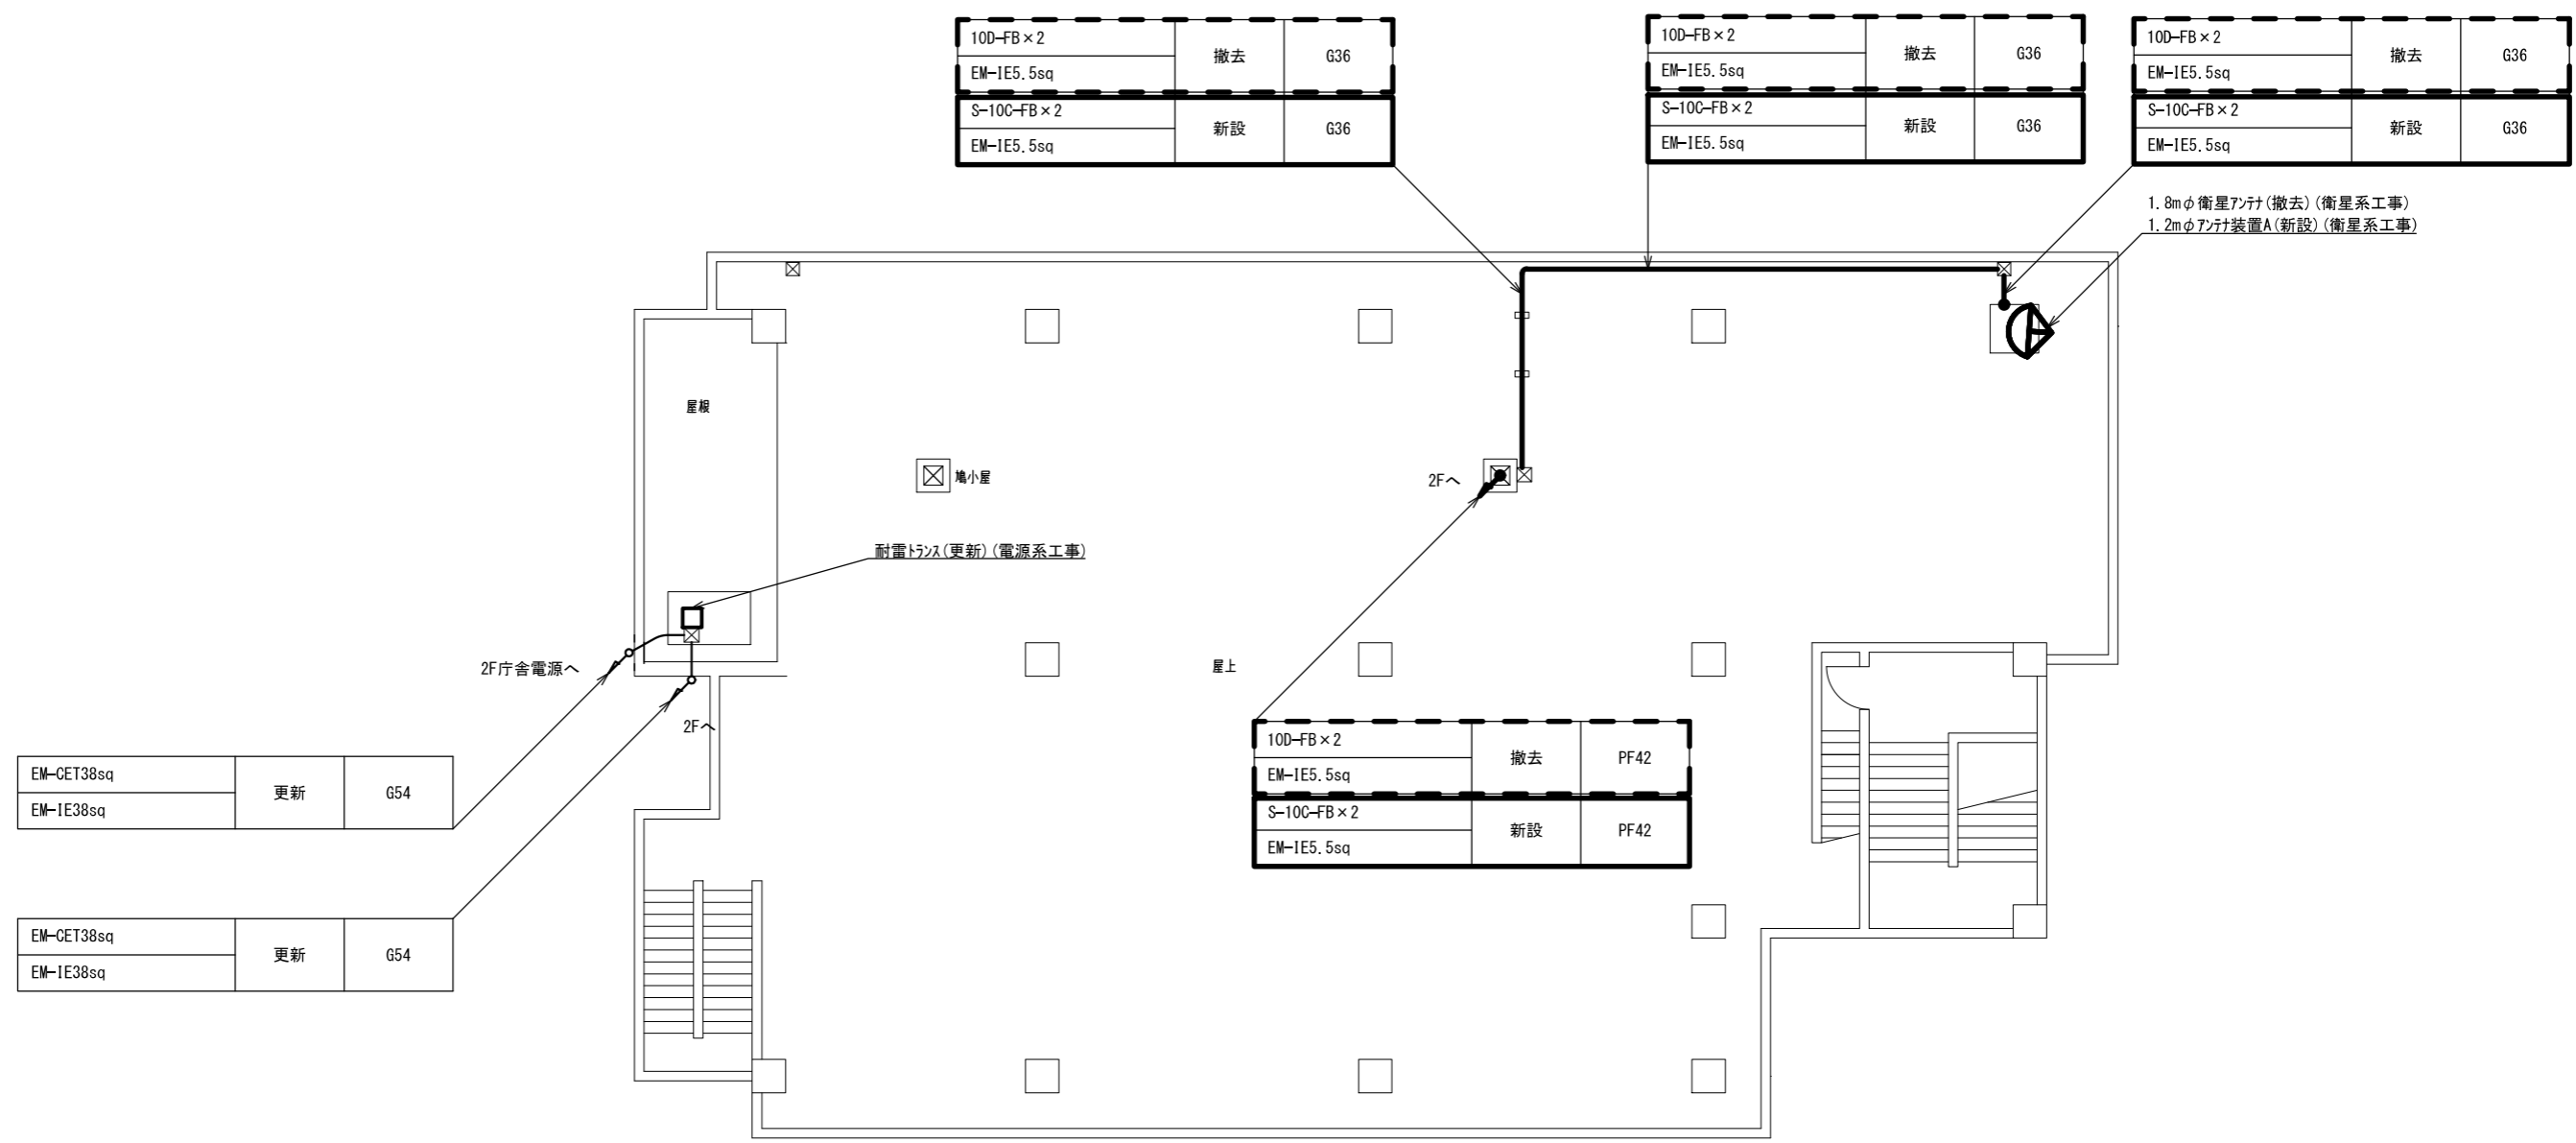 10D-FB×2
撤去
G36
EM-IE5.5sq
S-10C-FB×2
新設
G36
EM-IE5.5sq
10D-FB×2
撤去
G36
EM-IE5.5sq
S-10C-FB×2
新設
G36
EM-IE5.5sq
10D-FB×2
撤去
G36
EM-IE5.5sq
S-10C-FB×2
新設
G36
EM-IE5.5sq
1.8mφ衛星ｱﾝﾃﾅ(撤去)(衛星系工事)
1.2mφｱﾝﾃﾅ装置A(新設)(衛星系工事)
屋根
鳩小屋
2Fへ
耐雷ﾄﾗﾝｽ(更新)(電源系工事)
2F庁舎電源へ
屋上
2Fへ
10D-FB×2
撤去
PF42
EM-IE5.5sq
S-10C-FB×2
新設
PF42
EM-IE5.5sq
EM-CET38sq
更新
G54
EM-IE38sq
EM-CET38sq
更新
G54
EM-IE38sq